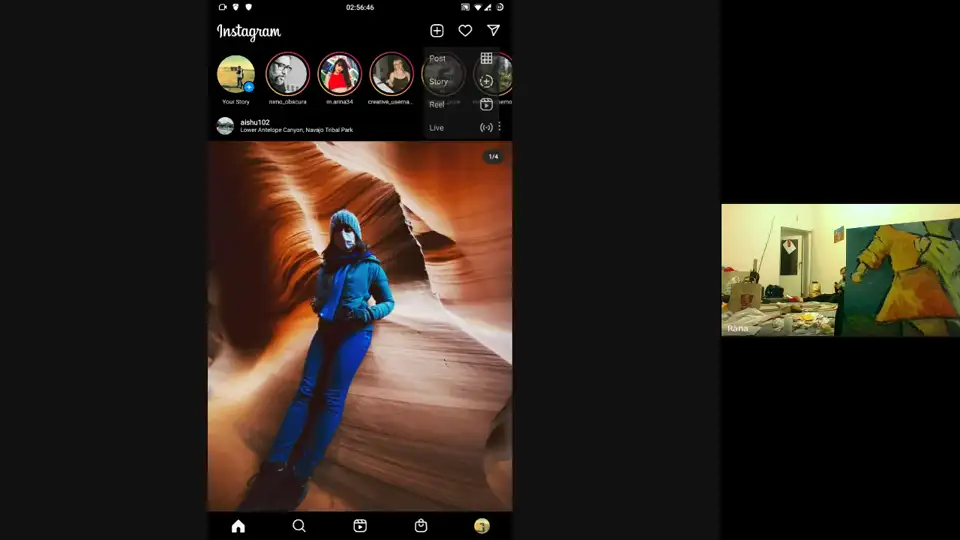 02:56:46
Instagram
Post
Story
Reel
Live
Your Story
nimo_obscura
m.anna34
creative_userna...
aishu102
Lower Antelope Canyon, Navajo Tribal Park
1/4
Rana